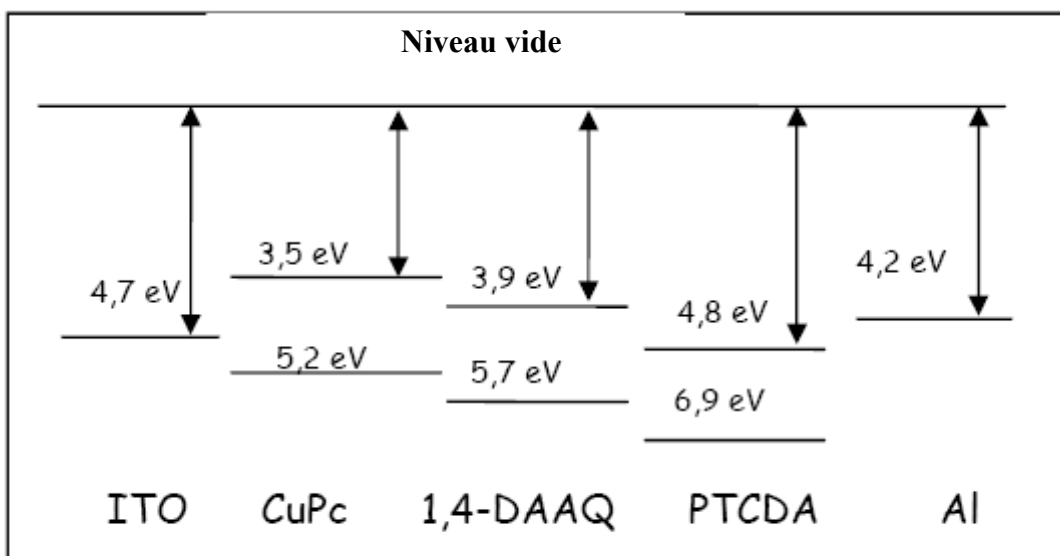 Niveau vide
3,5 eV
4,7 eV
3,9 eV
4,2 eV
4,8 eV
5,2 eV
5,7 eV
6,9 eV
ITO CuPc 1,4-DAAQ PTCDA Al